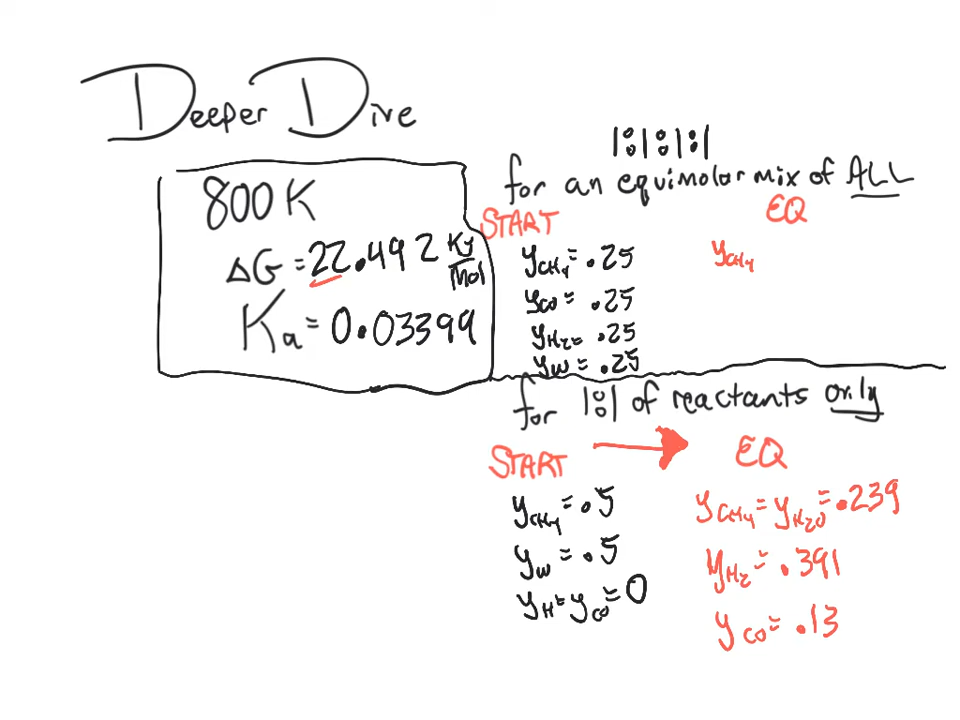 Deeper Dive
800 K
ΔG = 22.492 KJ/mol
Ka = 0.03399
1:1:1:1
for an equimolar mix of ALL
START
EQ
yCH4 = .25
yCH4
yCO = .25
yH2 = .25
yW = .25
for 1:1 of reactants only
START → EQ
yCH4 = .5
yW = .5
yH = yCO = 0
yCH4 = yH2O = .239
yH2 = .391
yCO = .13